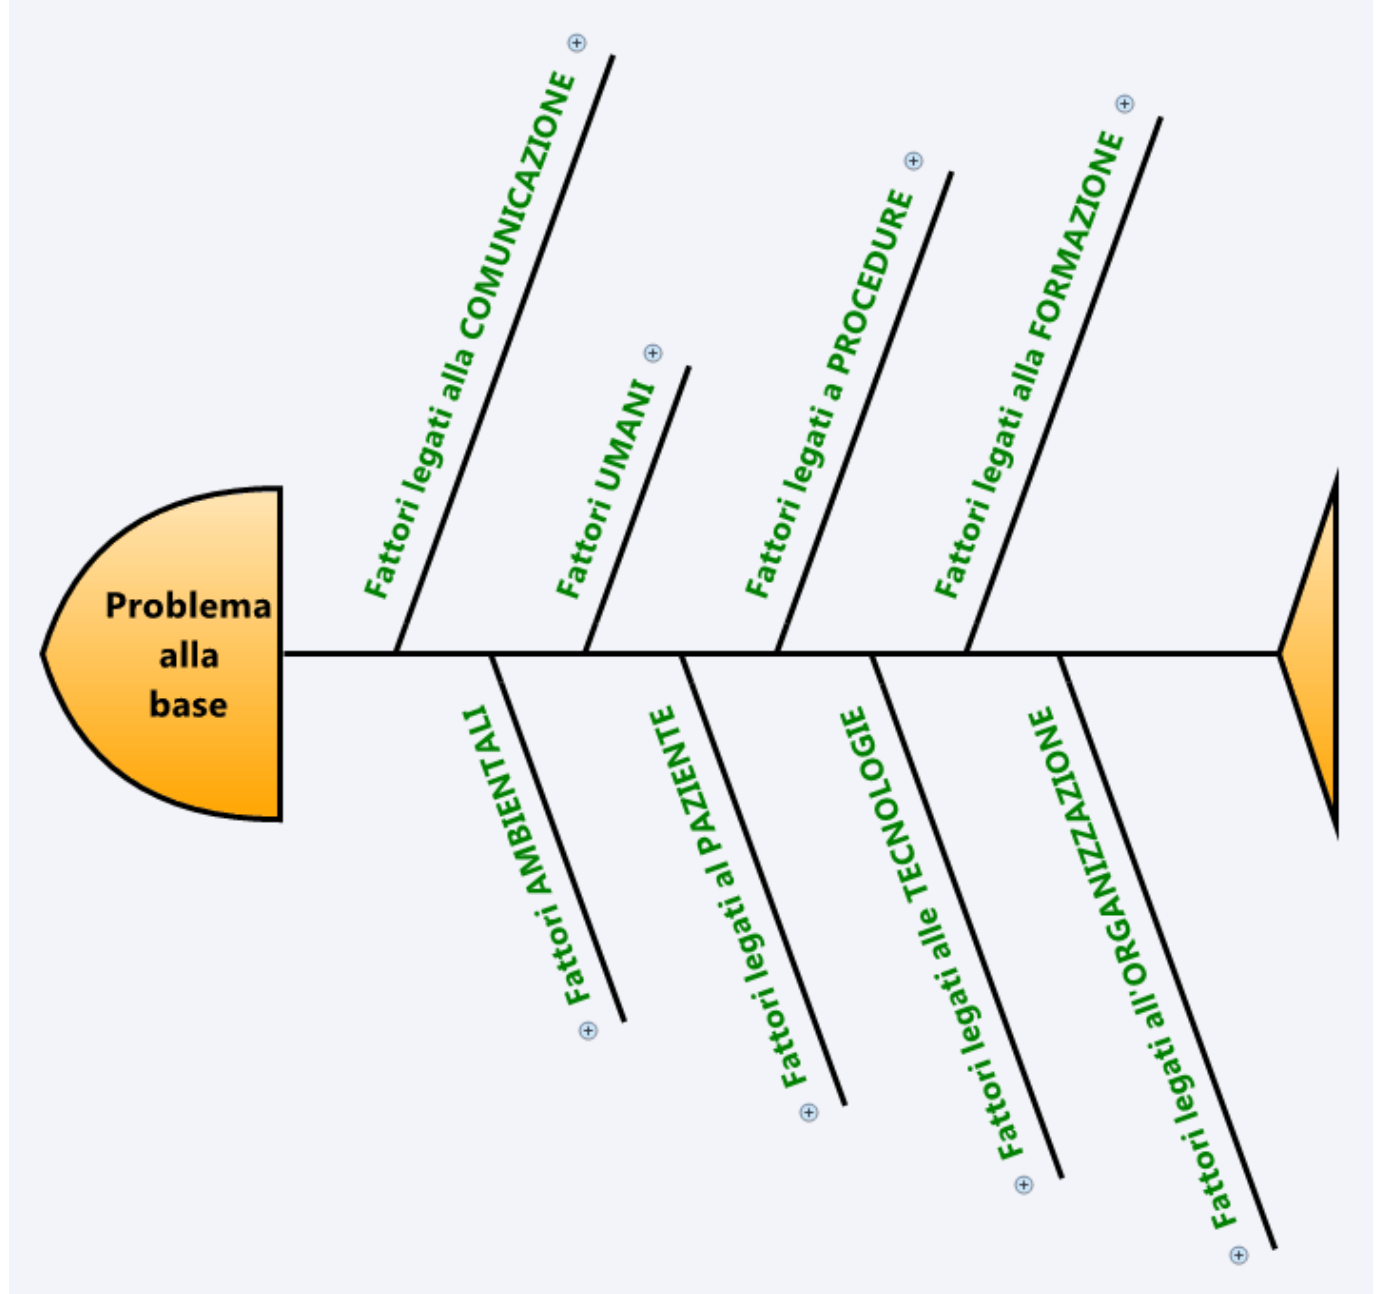 Fattori legati alla COMUNICAZIONE
Fattori UMANI
Fattori legati a PROCEDURE
Fattori legati alla FORMAZIONE
Problema
alla
base
Fattori AMBIENTALI
Fattori legati al PAZIENTE
Fattori legati alle TECNOLOGIE
Fattori legati all'ORGANIZZAZIONE